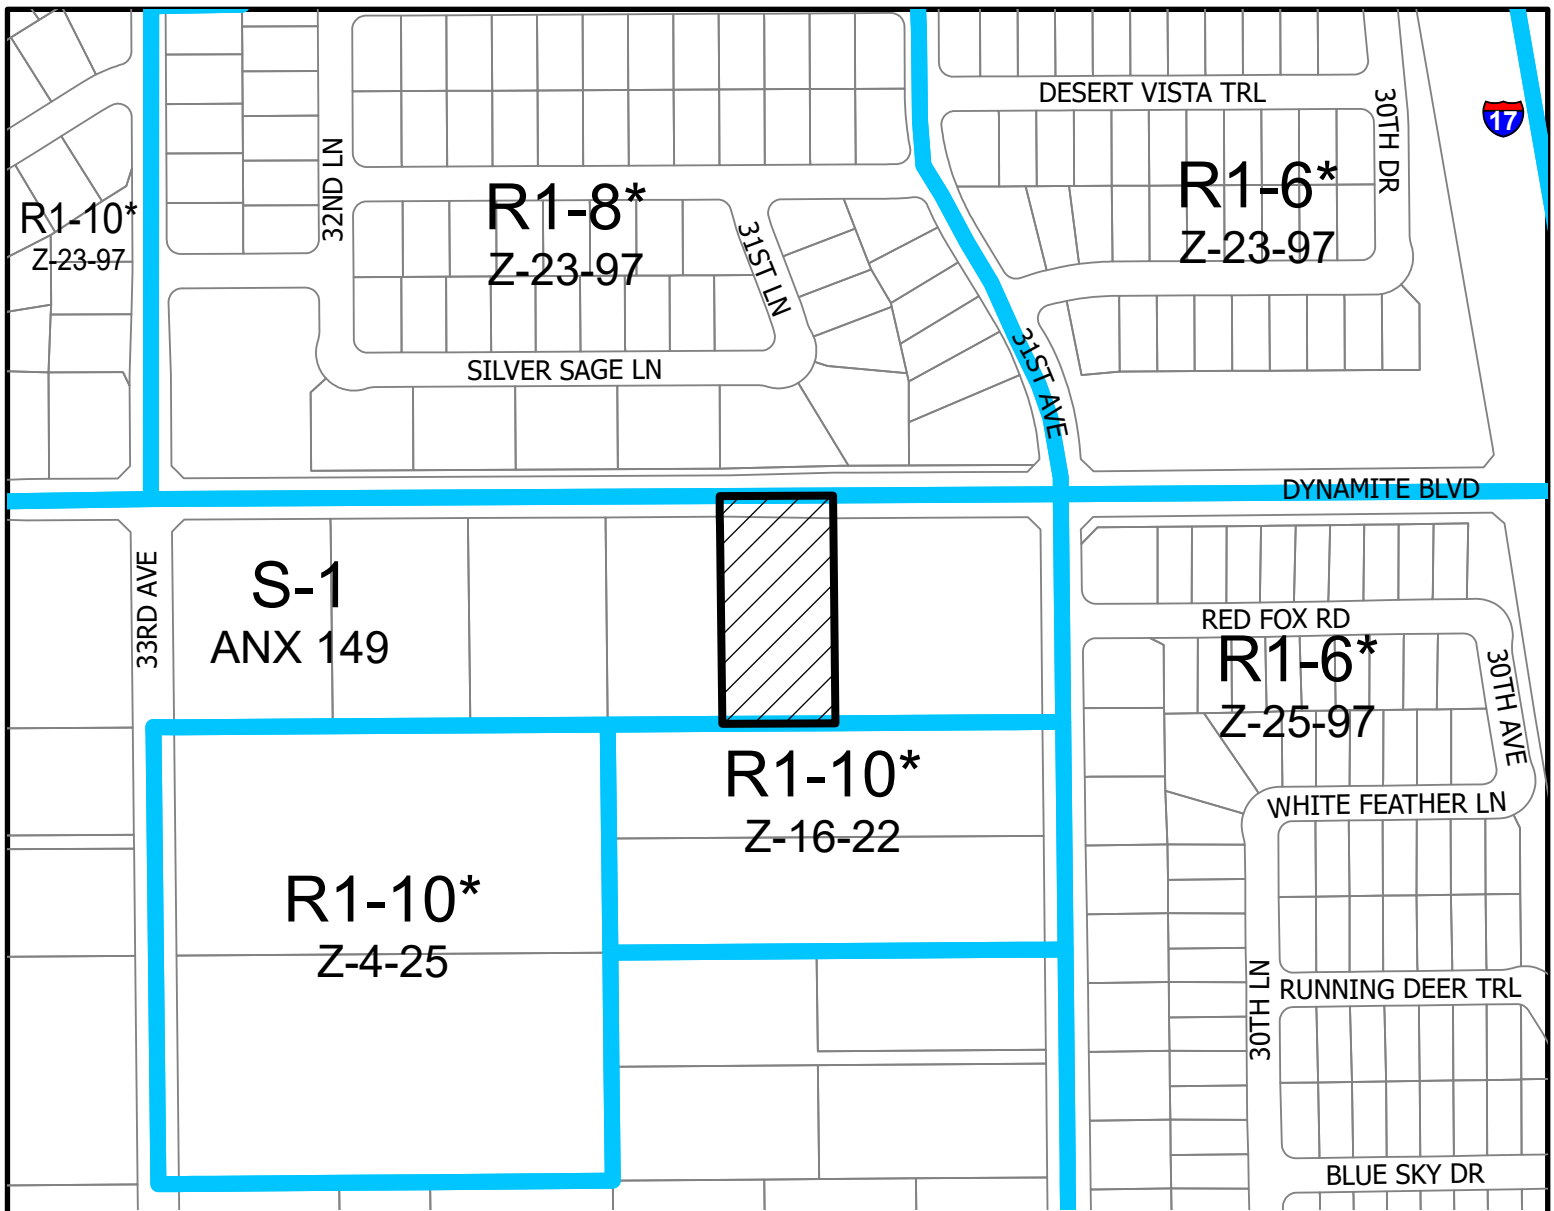 DESERT VISTA TRL
30TH DR
17
32ND LN
R1-8*
Z-23-97
R1-6*
Z-23-97
R1-10*
Z-23-97
31ST LN
31ST AVE
SILVER SAGE LN
DYNAMITE BLVD
33RD AVE
S-1
ANX 149
RED FOX RD
R1-6*
Z-25-97
30TH AVE
R1-10*
Z-16-22
WHITE FEATHER LN
R1-10*
Z-4-25
30TH LN
RUNNING DEER TRL
BLUE SKY DR